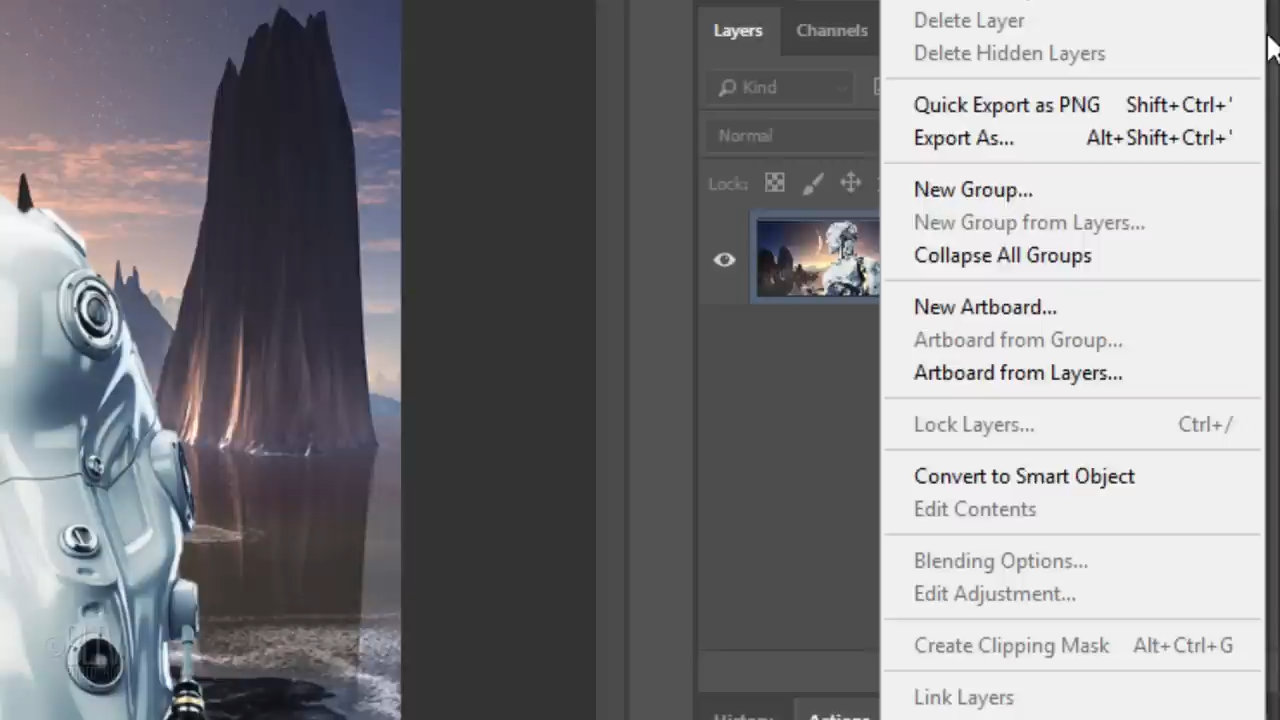 Layers Channels
Kind
Normal
Lock:
Delete Layer
Delete Hidden Layers
Quick Export as PNG Shift+Ctrl+'
Export As... Alt+Shift+Ctrl+'
New Group...
New Group from Layers...
Collapse All Groups
New Artboard...
Artboard from Group...
Artboard from Layers...
Lock Layers... Ctrl+/
Convert to Smart Object
Edit Contents
Blending Options...
Edit Adjustment...
Create Clipping Mask Alt+Ctrl+G
Link Layers
History Actions